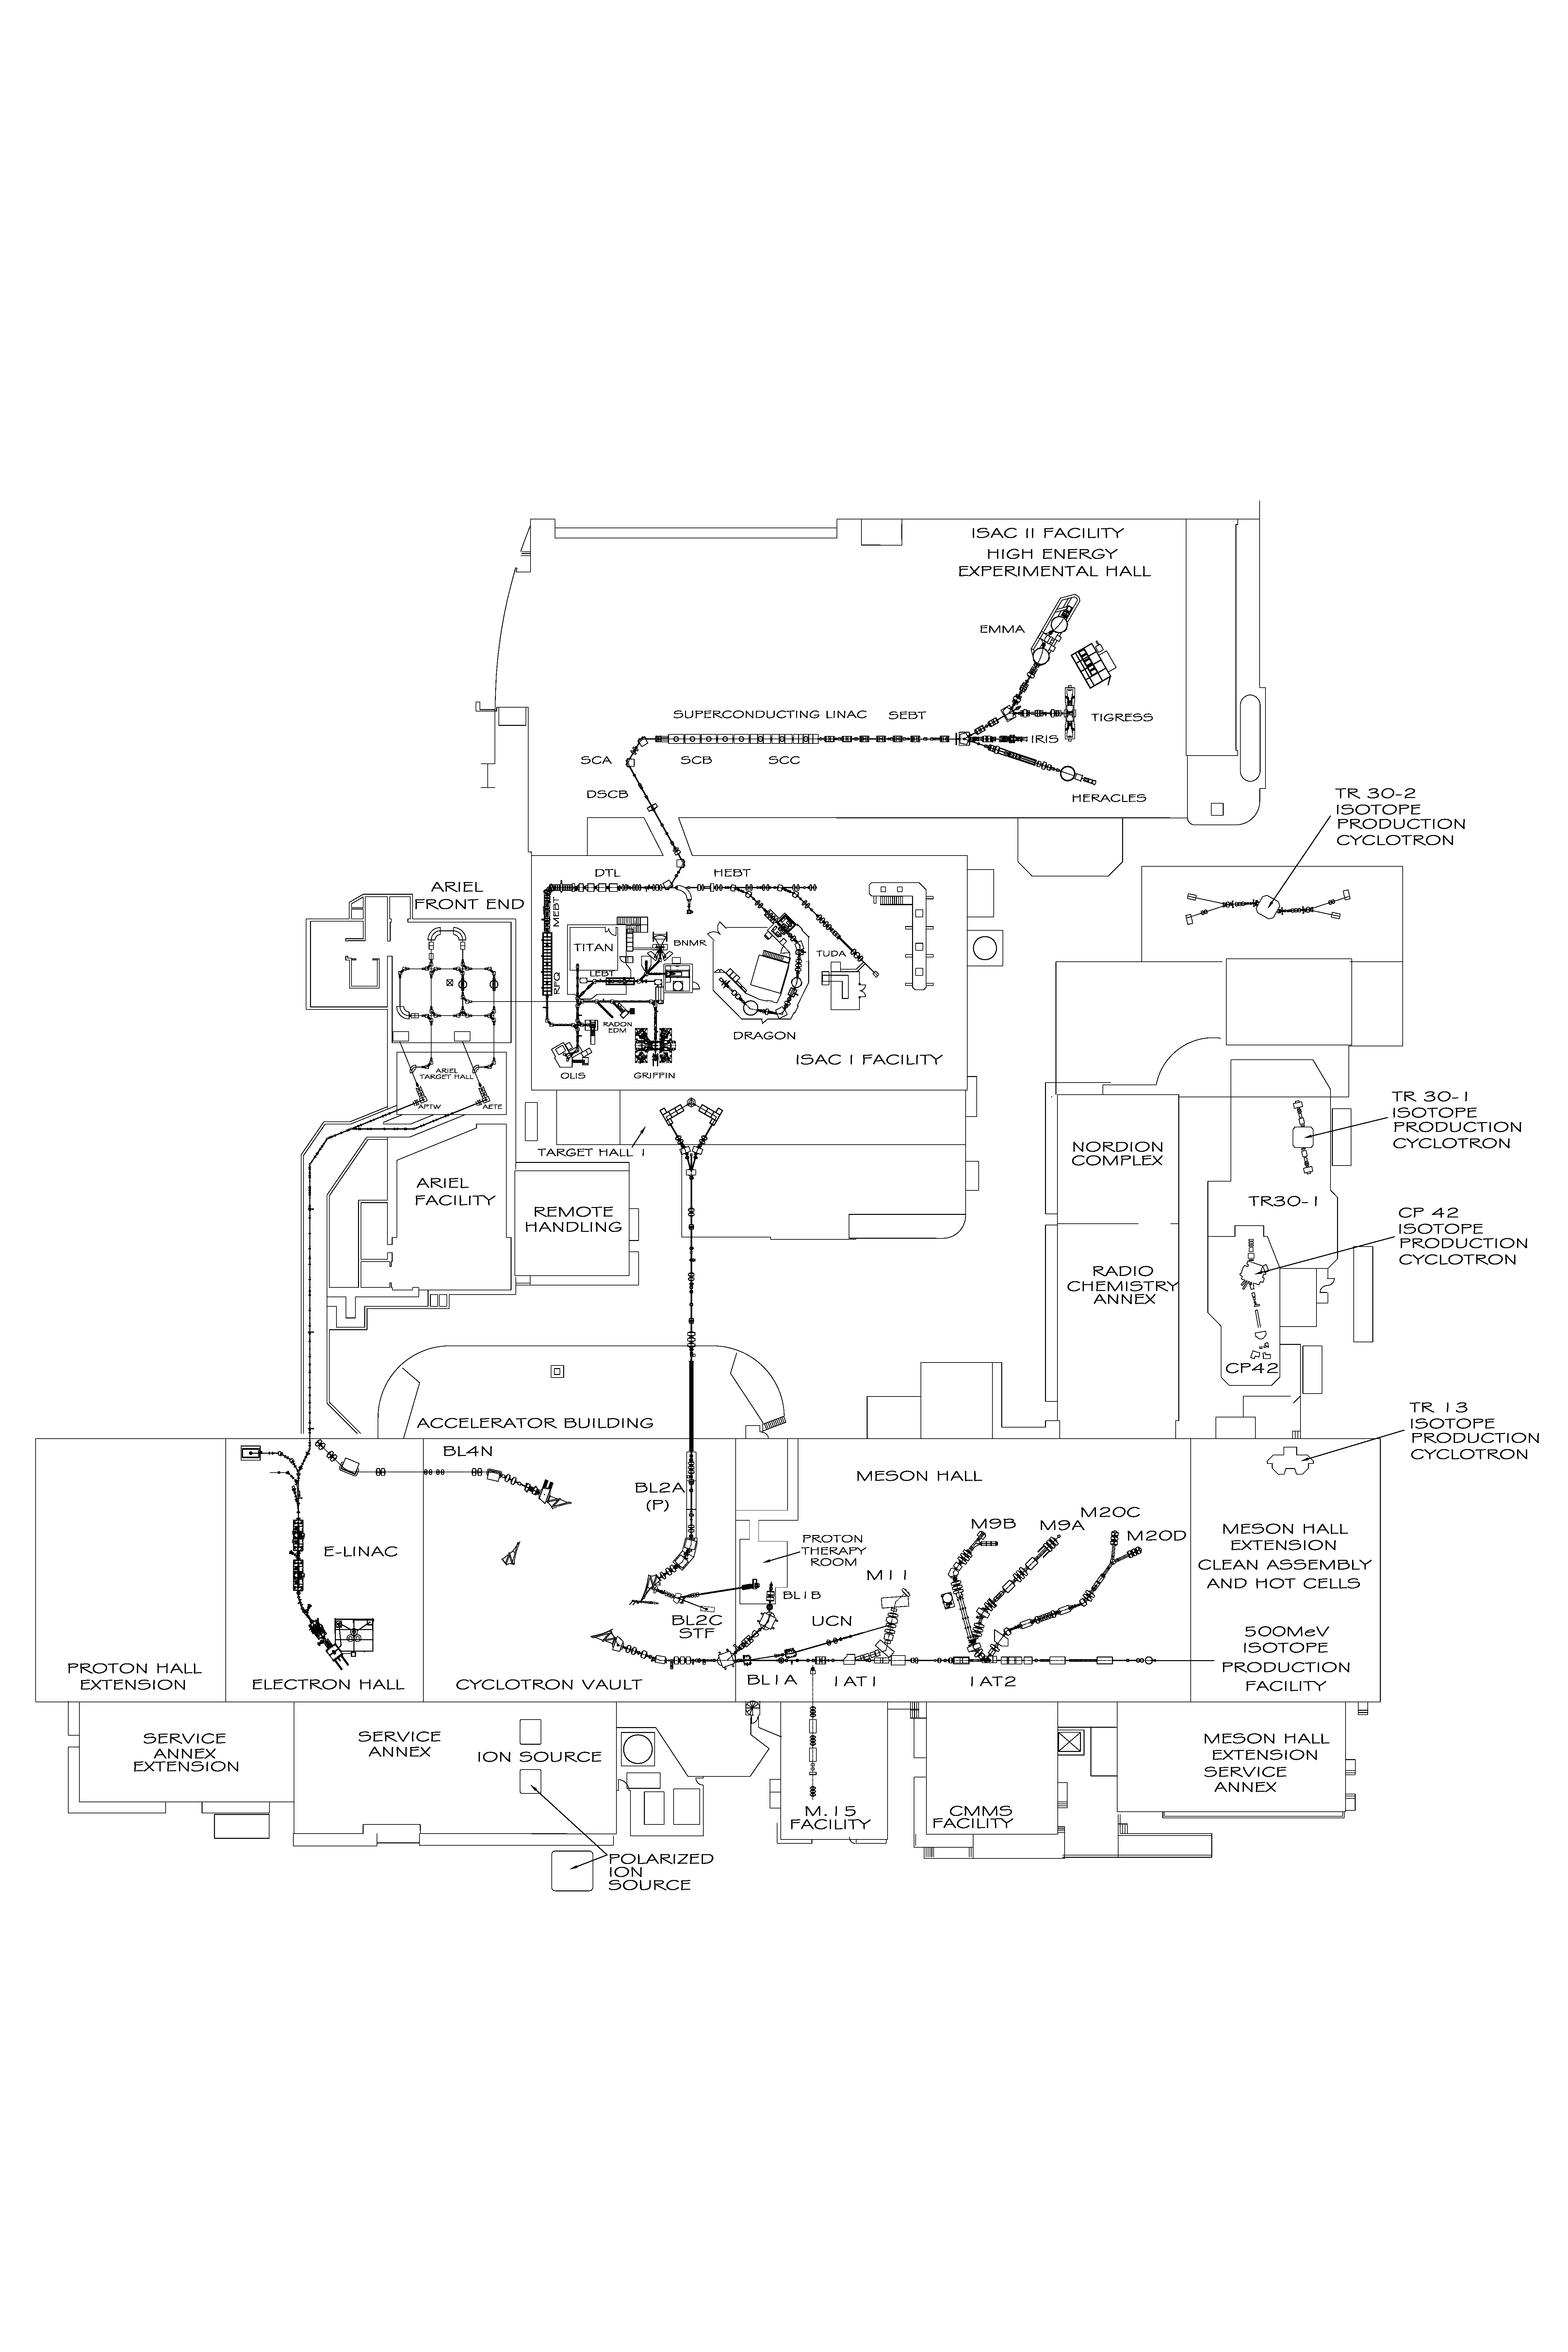 ISAC II FACILITY
HIGH ENERGY
EXPERIMENTAL HALL
EMMA
SUPERCONDUCTING LINAC
SEBT
TIGRESS
IRIS
SCA
SCB
SCC
DSCB
HERACLES
TR 30-2
ISOTOPE
PRODUCTION
CYCLOTRON
DTL
HEBT
ARIEL
FRONT END
MEBT
TITAN
BNMR
TUDA
LEBT
RFQ
RADON
EDM
DRAGON
ISAC I FACILITY
OLIS
GRIFFIN
ARIEL
TARGET HALL
APTW
AETE
TR 30-1
ISOTOPE
PRODUCTION
CYCLOTRON
TARGET HALL 1
NORDION
COMPLEX
ARIEL
FACILITY
REMOTE
HANDLING
TR30-1
CP 42
ISOTOPE
PRODUCTION
CYCLOTRON
RADIO
CHEMISTRY
ANNEX
CP42
ACCELERATOR BUILDING
TR 13
ISOTOPE
PRODUCTION
CYCLOTRON
BL4N
MESON HALL
BL2A
(P)
M20C
M9B
M9A
M20D
PROTON
THERAPY
ROOM
E-LINAC
MESON HALL
EXTENSION
CLEAN ASSEMBLY
AND HOT CELLS
M11
BL1B
BL2C
STF
UCN
500MeV
ISOTOPE
PRODUCTION
FACILITY
PROTON HALL
EXTENSION
ELECTRON HALL
CYCLOTRON VAULT
BL1A
1AT1
1AT2
SERVICE
ANNEX
EXTENSION
SERVICE
ANNEX
ION SOURCE
MESON HALL
EXTENSION
SERVICE
ANNEX
M.15
FACILITY
CMMS
FACILITY
POLARIZED
ION
SOURCE